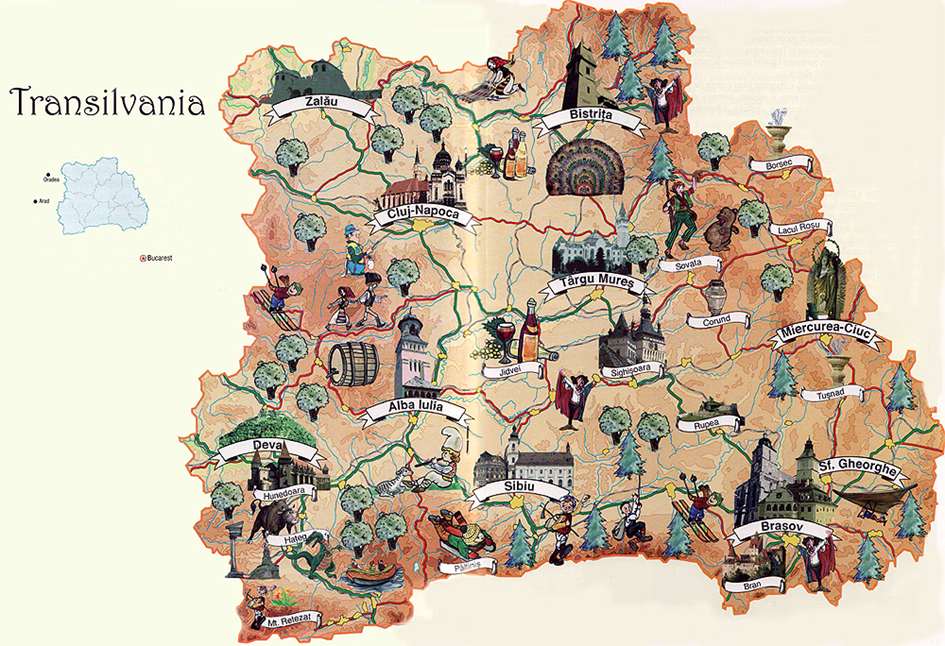 Transilvania
Oradea
Arad
Bucarest
Zalău
Bistrița
Borsec
Cluj-Napoca
Lacul Roșu
Sovata
Târgu Mureș
Corund
Miercurea-Ciuc
Jidvei
Sighișoara
Tușnad
Alba Iulia
Rupea
Deva
Sf. Gheorghe
Hunedoara
Sibiu
Brașov
Hațeg
Păltiniș
Bran
Mt. Retezat